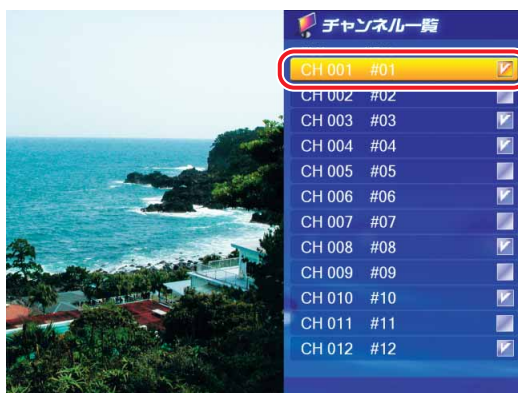 チャンネル一覧
CH 001 #01
CH 002 #02
CH 003 #03
CH 004 #04
CH 005 #05
CH 006 #06
CH 007 #07
CH 008 #08
CH 009 #09
CH 010 #10
CH 011 #11
CH 012 #12